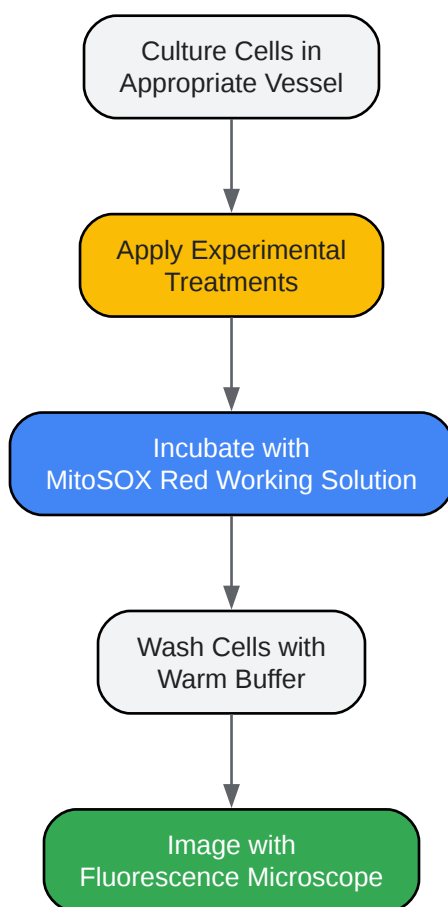 Culture Cells in
Appropriate Vessel
Apply Experimental
Treatments
Incubate with
MitoSOX Red Working Solution
Wash Cells with
Warm Buffer
Image with
Fluorescence Microscope